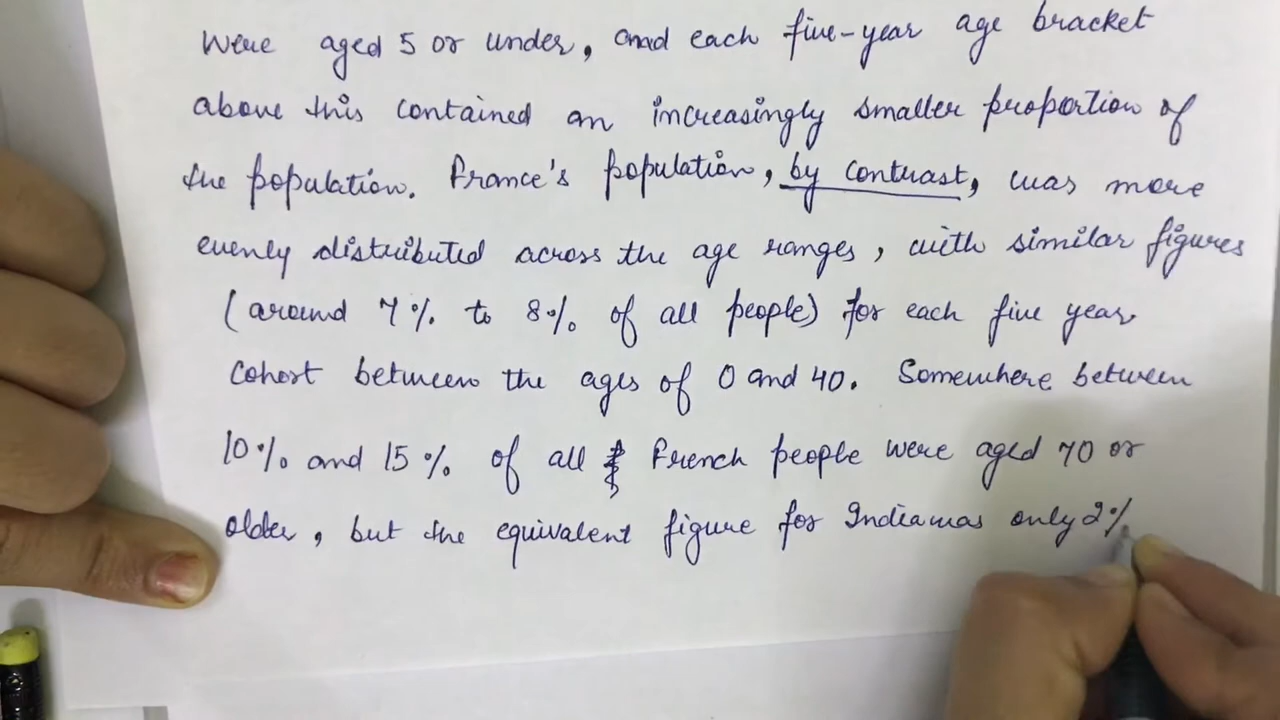 were aged 5 or under, and each five-year age bracket
above this contained an increasingly smaller proportion of
the population. France's population, by contrast, was more
evenly distributed across the age ranges, with similar figures
(around 7% to 8% of all people) for each five year
cohort between the ages of 0 and 40. Somewhere between
10% and 15% of all French people were aged 70 or
older, but the equivalent figure for India was only 2%